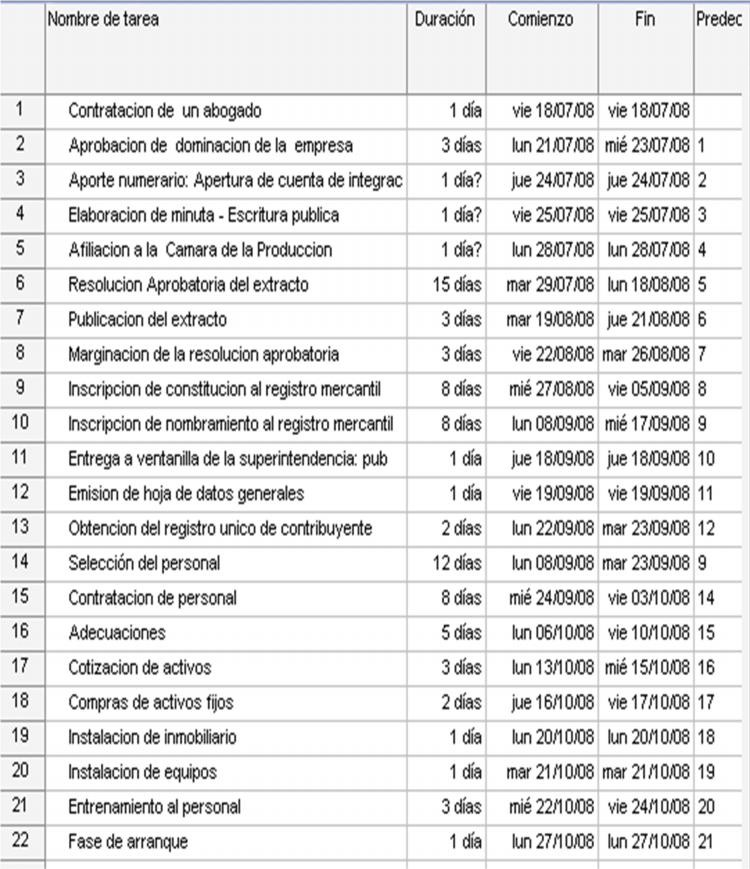 Nombre de tarea Duración Comienzo Fin Predec
1 Contratacion de un abogado 1 día vie 18/07/08 vie 18/07/08
2 Aprobacion de dominacion de la empresa 3 días lun 21/07/08 mié 23/07/08 1
3 Aporte numerario: Apertura de cuenta de integrac 1 día? jue 24/07/08 jue 24/07/08 2
4 Elaboracion de minuta - Escritura publica 1 día? vie 25/07/08 vie 25/07/08 3
5 Afiliacion a la Camara de la Produccion 1 día? lun 28/07/08 lun 28/07/08 4
6 Resolucion Aprobatoria del extracto 15 días mar 29/07/08 lun 18/08/08 5
7 Publicacion del extracto 3 días mar 19/08/08 jue 21/08/08 6
8 Marginacion de la resolucion aprobatoria 3 días vie 22/08/08 mar 26/08/08 7
9 Inscripcion de constitucion al registro mercantil 8 días mié 27/08/08 vie 05/09/08 8
10 Inscripcion de nombramiento al registro mercantil 8 días lun 08/09/08 mié 17/09/08 9
11 Entrega a ventanilla de la superintendencia: pub 1 día jue 18/09/08 jue 18/09/08 10
12 Emision de hoja de datos generales 1 día vie 19/09/08 vie 19/09/08 11
13 Obtencion del registro unico de contribuyente 2 días lun 22/09/08 mar 23/09/08 12
14 Selección del personal 12 días lun 08/09/08 mar 23/09/08 9
15 Contratacion de personal 8 días mié 24/09/08 vie 03/10/08 14
16 Adecuaciones 5 días lun 06/10/08 vie 10/10/08 15
17 Cotizacion de activos 3 días lun 13/10/08 mié 15/10/08 16
18 Compras de activos fijos 2 días jue 16/10/08 vie 17/10/08 17
19 Instalacion de inmobiliario 1 día lun 20/10/08 lun 20/10/08 18
20 Instalacion de equipos 1 día mar 21/10/08 mar 21/10/08 19
21 Entrenamiento al personal 3 días mié 22/10/08 vie 24/10/08 20
22 Fase de arranque 1 día lun 27/10/08 lun 27/10/08 21